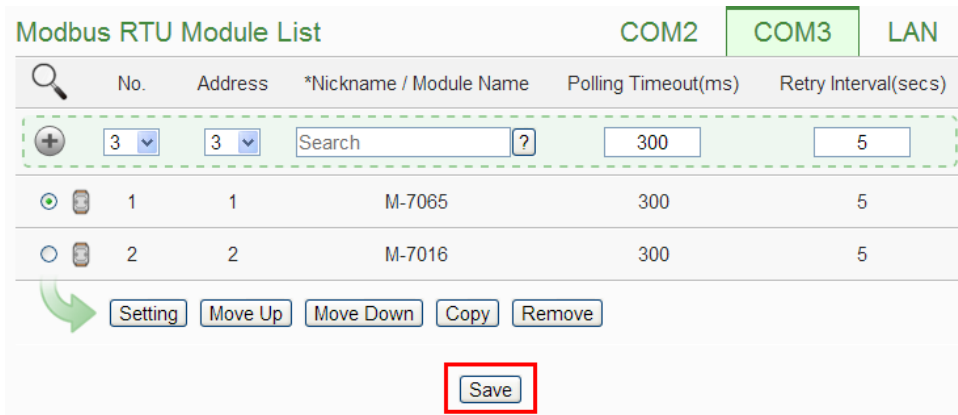 Modbus RTU Module List COM2 COM3 LAN
No. Address *Nickname / Module Name Polling Timeout(ms) Retry Interval(secs)
+ 3 3 Search ? 300 5
1 1 M-7065 300 5
2 2 M-7016 300 5
Setting Move Up Move Down Copy Remove
Save